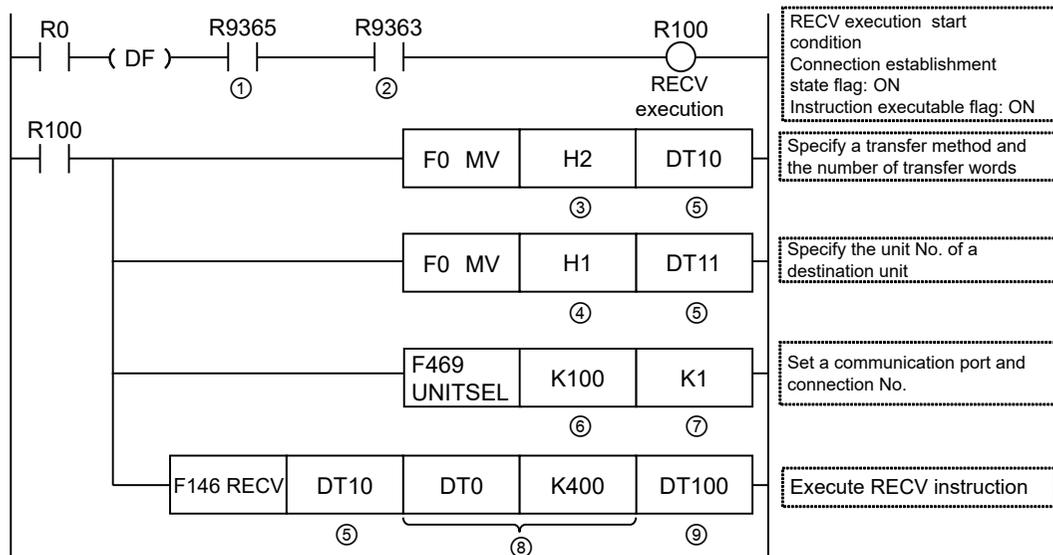 R0
( DF )
R9365
①
R9363
②
R100
RECV
execution
RECV execution start
condition
Connection establishment
state flag: ON
Instruction executable flag: ON
R100
F0 MV
H2
DT10
③
⑤
Specify a transfer method and
the number of transfer words
F0 MV
H1
DT11
④
⑤
Specify the unit No. of a
destination unit
F469
UNITSEL
K100
K1
⑥
⑦
Set a communication port and
connection No.
F146 RECV
DT10
DT0
K400
DT100
⑤
⑧
⑨
Execute RECV instruction